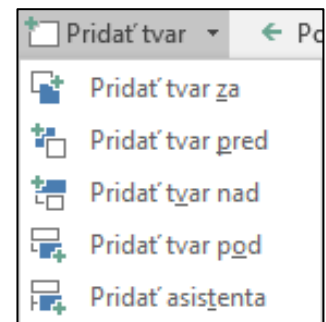 Pridať tvar Po
Pridať tvar za
Pridať tvar pred
Pridať tvar nad
Pridať tvar pod
Pridať asistenta